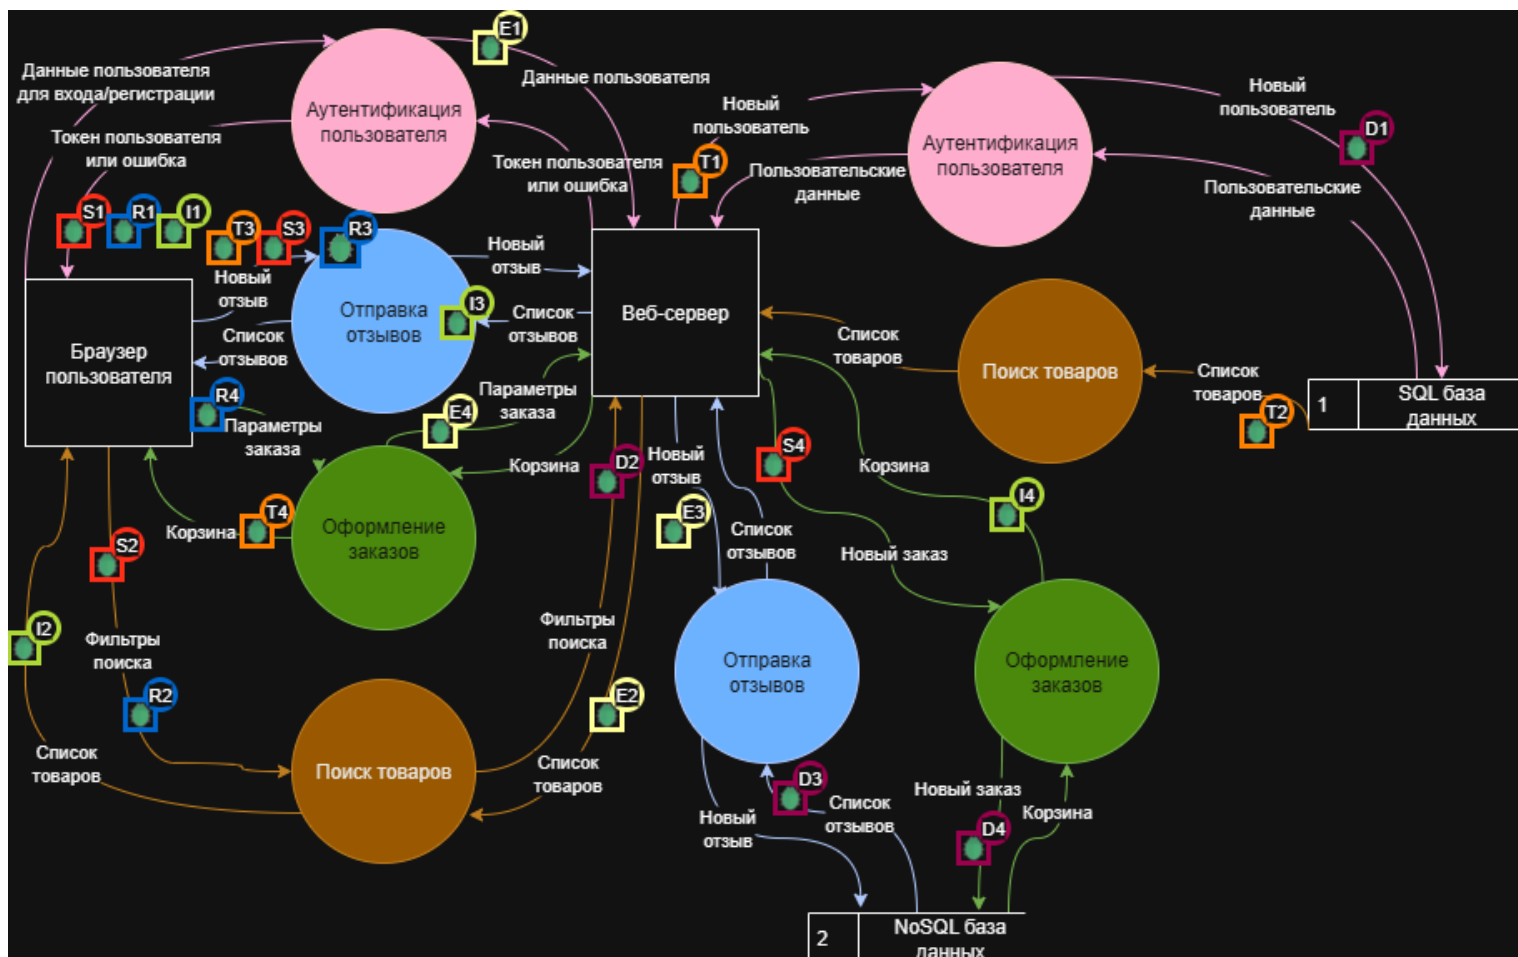 E1
Данные пользователя
для входа/регистрации
Данные пользователя
Аутентификация
пользователя
Новый
пользователь
Новый
пользователь
D1
Токен пользователя
или ошибка
Токен пользователя
или ошибка
T1
Аутентификация
пользователя
Пользовательские
данные
Пользовательские
данные
S1
R1
I1
T3
S3
R3
Новый
отзыв
Новый
отзыв
Отправка
отзывов
I3
Список
отзывов
Веб-сервер
Список
отзывов
Браузер
пользователя
Список
товаров
Поиск товаров
Список
товаров
1
SQL база
данных
T2
R4
Параметры
заказа
E4
Параметры
заказа
Корзина
D2
Новый
отзыв
S4
Корзина
I4
E3
Список
отзывов
Новый заказ
T4
Корзина
Оформление
заказов
S2
I2
Фильтры
поиска
R2
Фильтры
поиска
E2
Отправка
отзывов
Оформление
заказов
Список
товаров
Поиск товаров
Список
товаров
D3
Новый
отзыв
Список
отзывов
Новый заказ
D4
Корзина
2
NoSQL база
данных